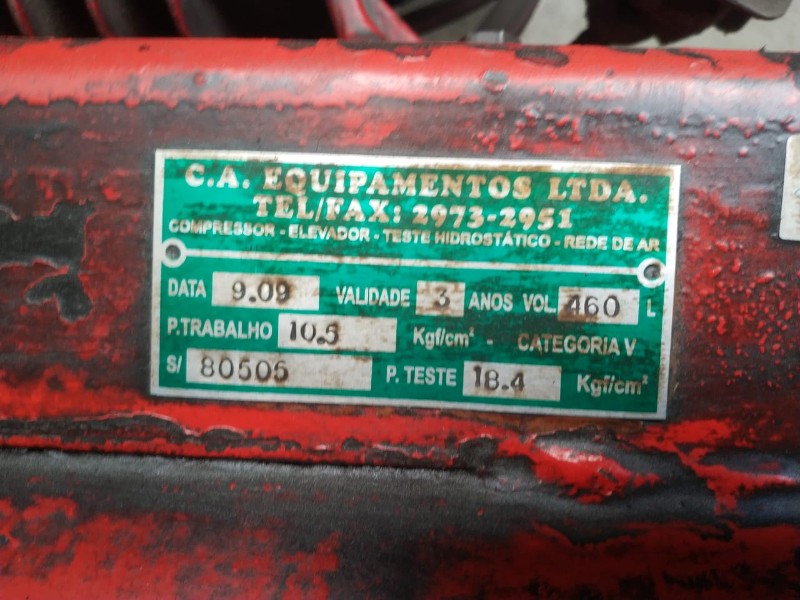 C.A. EQUIPAMENTOS LTDA.
TEL/FAX: 2973-2951
COMPRESSOR - ELEVADOR - TESTE HIDROSTÁTICO - REDE DE AR
DATA 9.09 VALIDADE 3 ANOS VOL 460 L
P.TRABALHO 10.5 Kgf/cm² - CATEGORIA V
S/ 80505 P. TESTE 18.4 Kgf/cm²